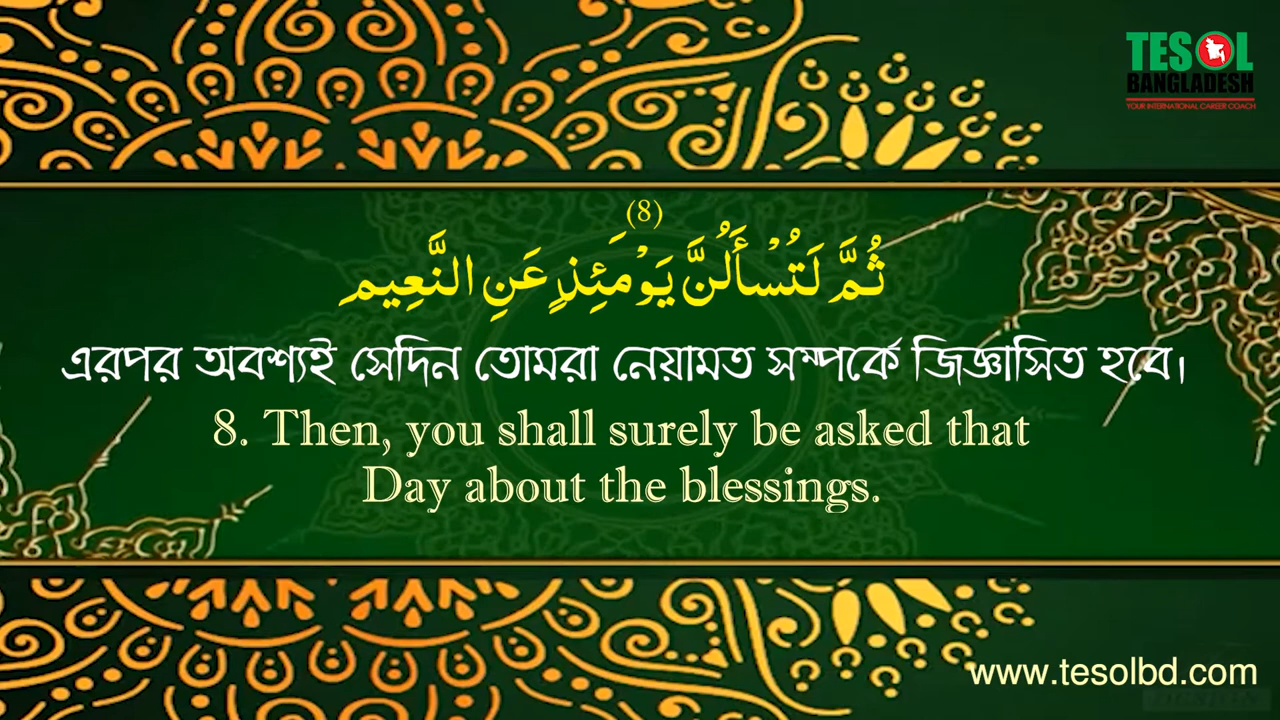 TESOL
BANGLADESH
YOUR INTERNATIONAL CAREER COACH
(8)
ثُمَّ لَتُسْأَلُنَّ يَوْمَئِذٍ عَنِ النَّعِيمِ
এরপর অবশ্যই সেদিন তোমরা নেয়ামত সম্পর্কে জিজ্ঞাসিত হবে।
8. Then, you shall surely be asked that
Day about the blessings.
www.tesolbd.com